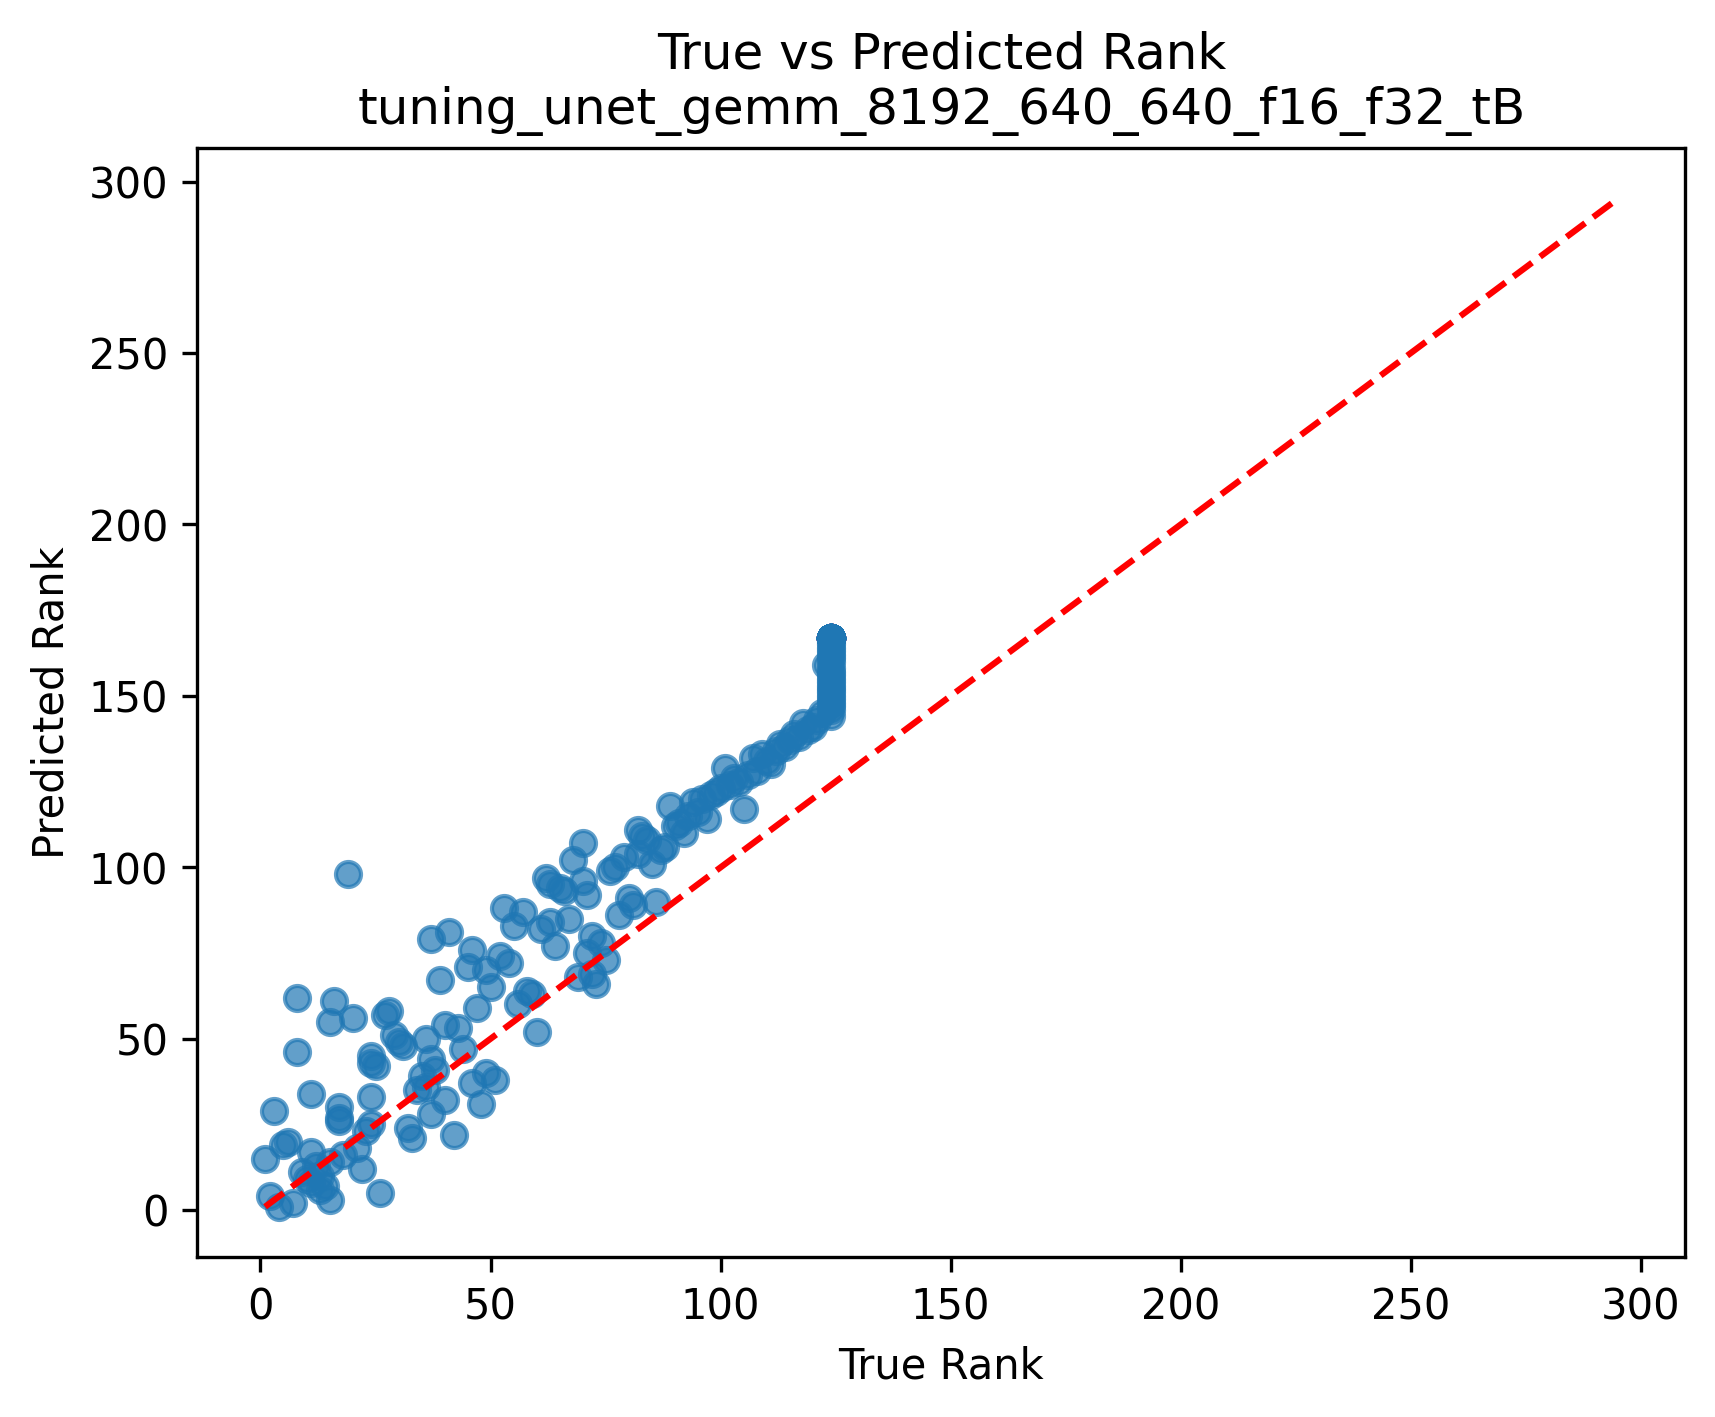 True vs Predicted Rank
tuning_unet_gemm_8192_640_640_f16_f32_tB
300
250
200
150
100
50
0
Predicted Rank
0 50 100 150 200 250 300
True Rank